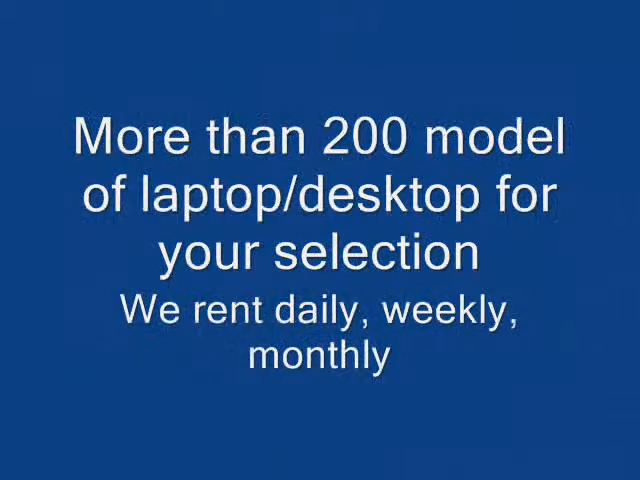 More than 200 model
of laptop/desktop for
your selection
We rent daily, weekly,
monthly